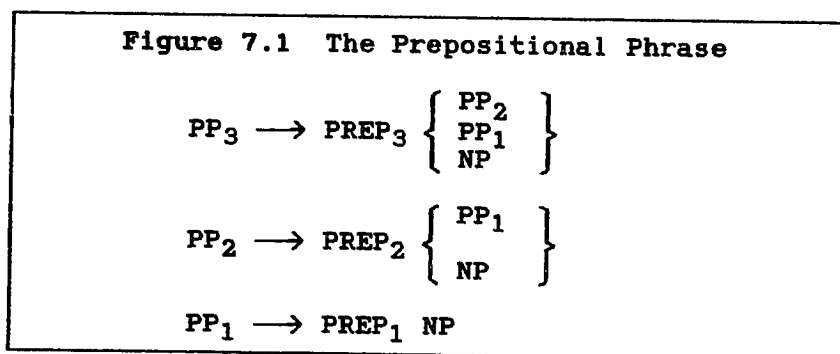 Figure 7.1 The Prepositional Phrase
PP₂
PP₃ ⟶ PREP₃ { PP₁ }
NP
PP₁
PP₂ ⟶ PREP₂ { }
NP
PP₁ ⟶ PREP₁ NP